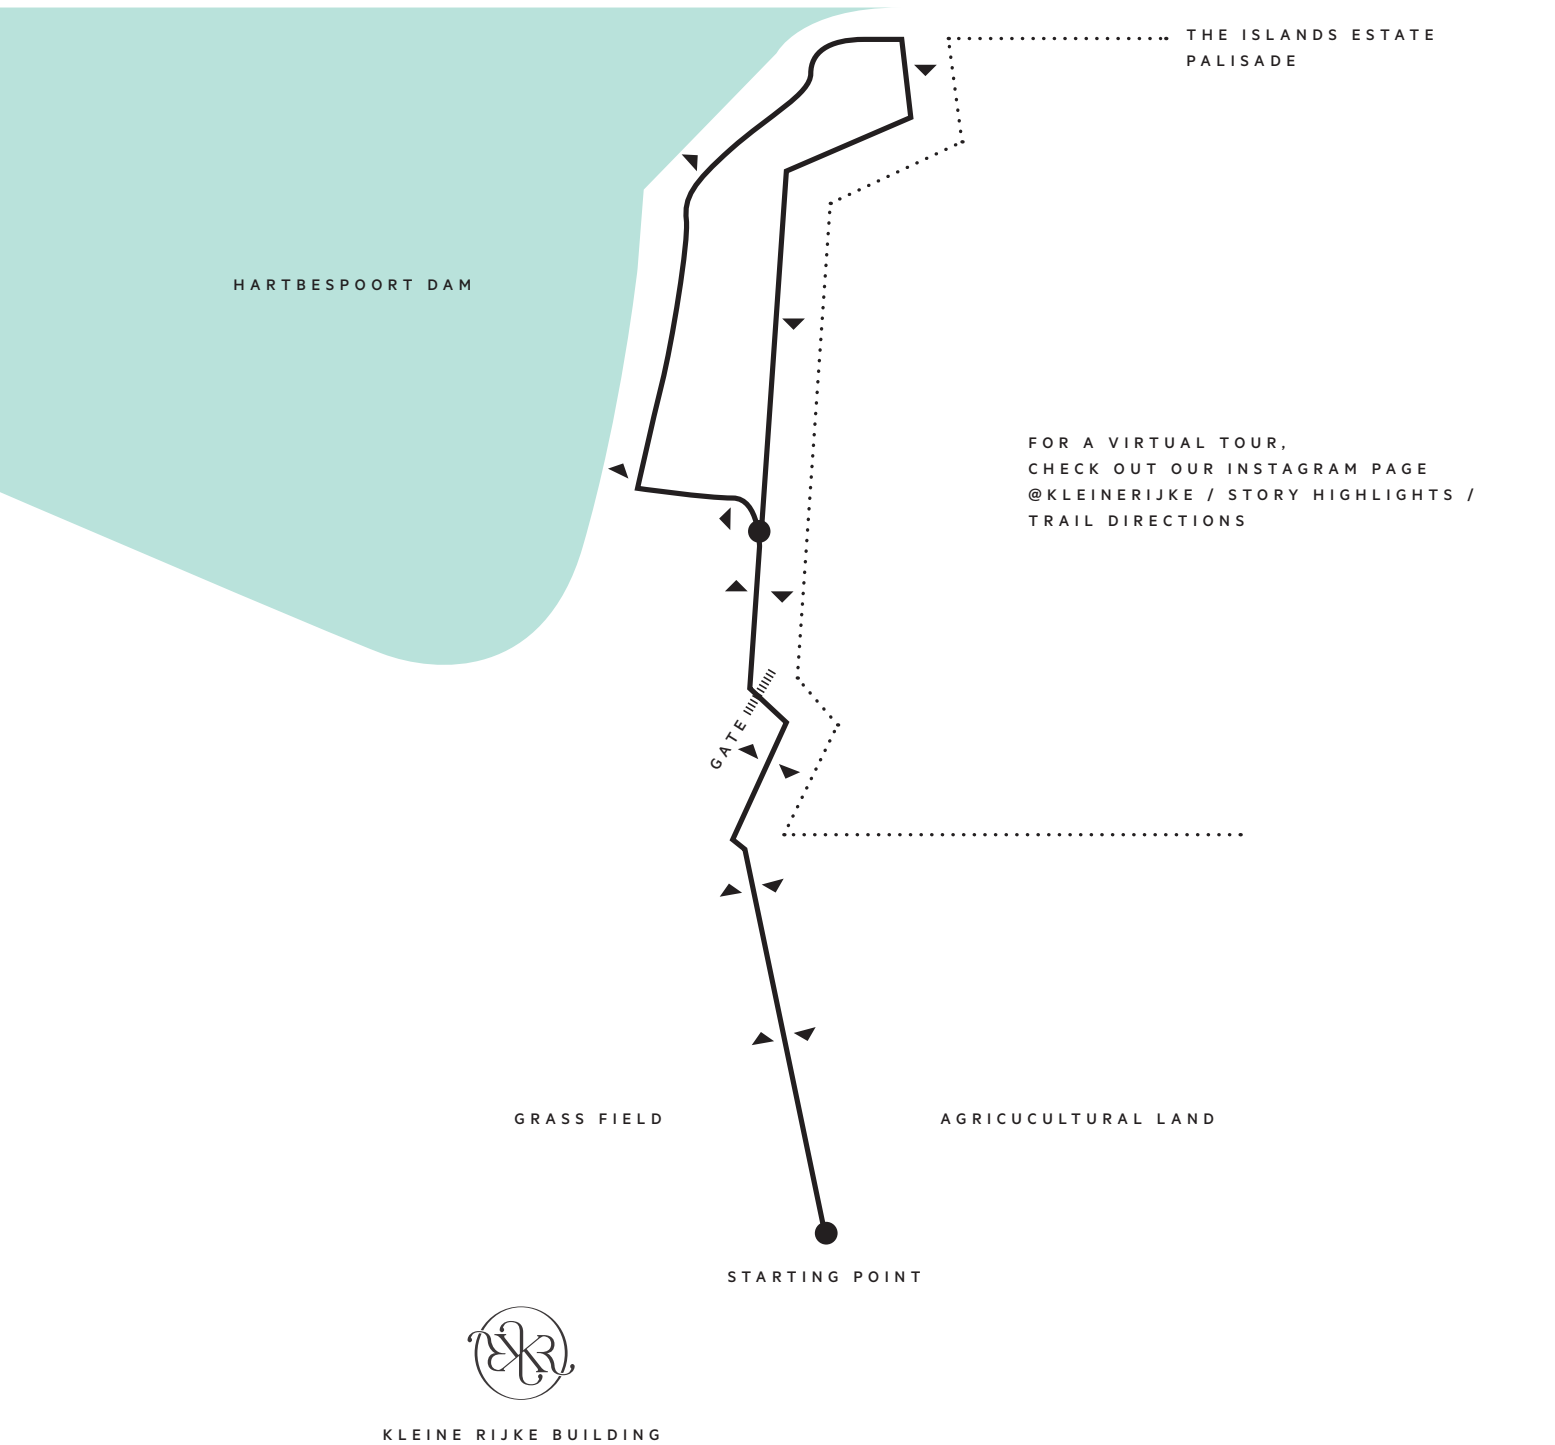 THE ISLANDS ESTATE
PALISADE
HARTBESPOORT DAM
FOR A VIRTUAL TOUR,
CHECK OUT OUR INSTAGRAM PAGE
@KLEINERIJKE / STORY HIGHLIGHTS /
TRAIL DIRECTIONS
GATE
GRASS FIELD
AGRICUCULTURAL LAND
STARTING POINT
KLEINE RIJKE BUILDING